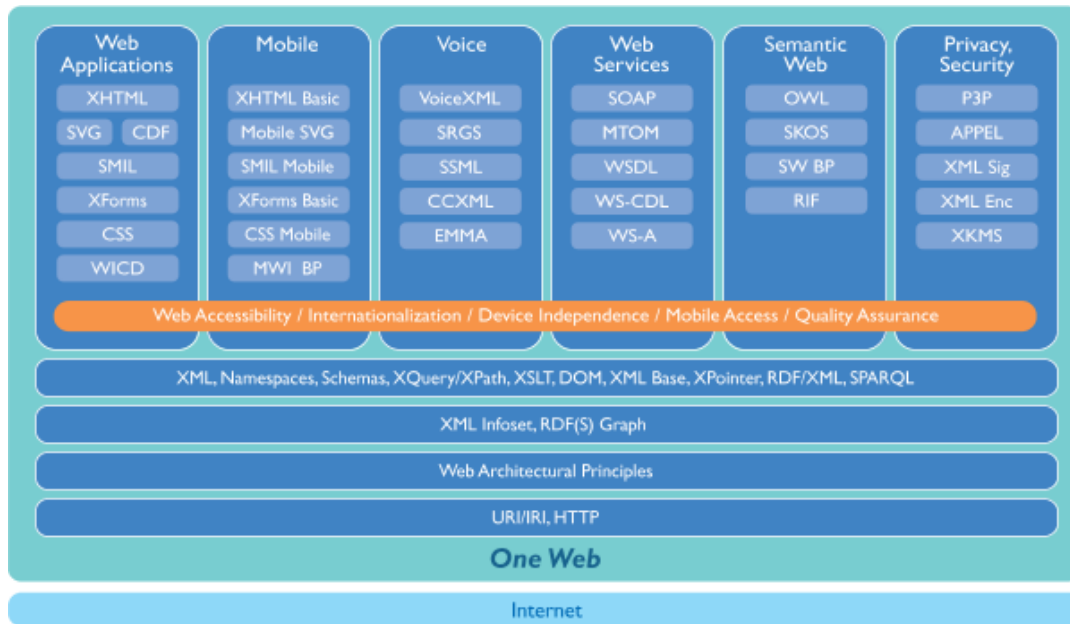 Web
Applications
XHTML
SVG
CDF
SMIL
XForms
CSS
WICD
Mobile
XHTML Basic
Mobile SVG
SMIL Mobile
XForms Basic
CSS Mobile
MWI BP
Voice
VoiceXML
SRGS
SSML
CCXML
EMMA
Web
Services
SOAP
MTOM
WSDL
WS-CDL
WS-A
Semantic
Web
OWL
SKOS
SW BP
RIF
Privacy,
Security
P3P
APPEL
XML Sig
XML Enc
XKMS
Web Accessibility / Internationalization / Device Independence / Mobile Access / Quality Assurance
XML, Namespaces, Schemas, XQuery/XPath, XSLT, DOM, XML Base, XPointer, RDF/XML, SPARQL
XML Infoset, RDF(S) Graph
Web Architectural Principles
URI/IRI, HTTP
One Web
Internet